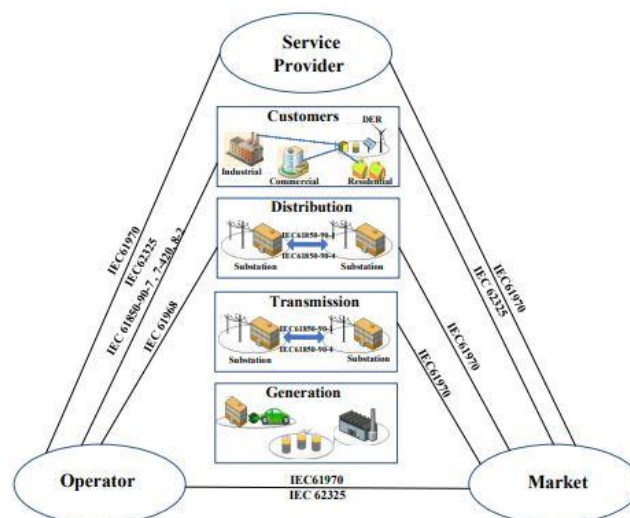 Service
Provider
Customers
DER
Industrial
Commercial
Residential
Distribution
IEC61850-90-1
IEC61850-90-4
Substation
Substation
Transmission
IEC61850-90-1
IEC61850-90-4
Substation
Substation
Generation
IEC61970
IEC62325
IEC 61850-90-7, 7-420, 8-2
IEC 61968
IEC61970
IEC 62325
IEC61970
IEC61970
Operator
IEC61970
IEC 62325
Market